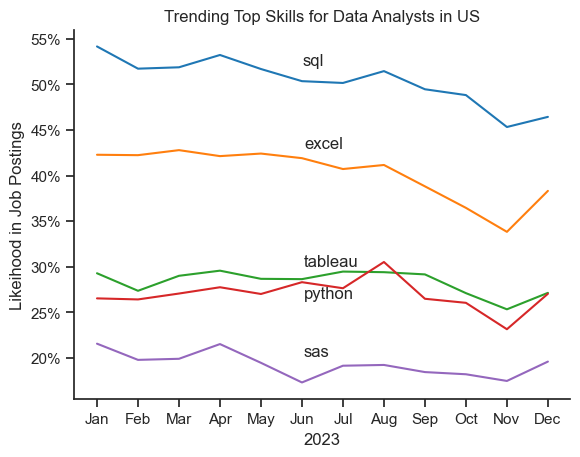 Trending Top Skills for Data Analysts in US
55%
50%
45%
40%
35%
30%
25%
20%
Likelihood in Job Postings
sql
excel
tableau
python
sas
Jan Feb Mar Apr May Jun Jul Aug Sep Oct Nov Dec
2023